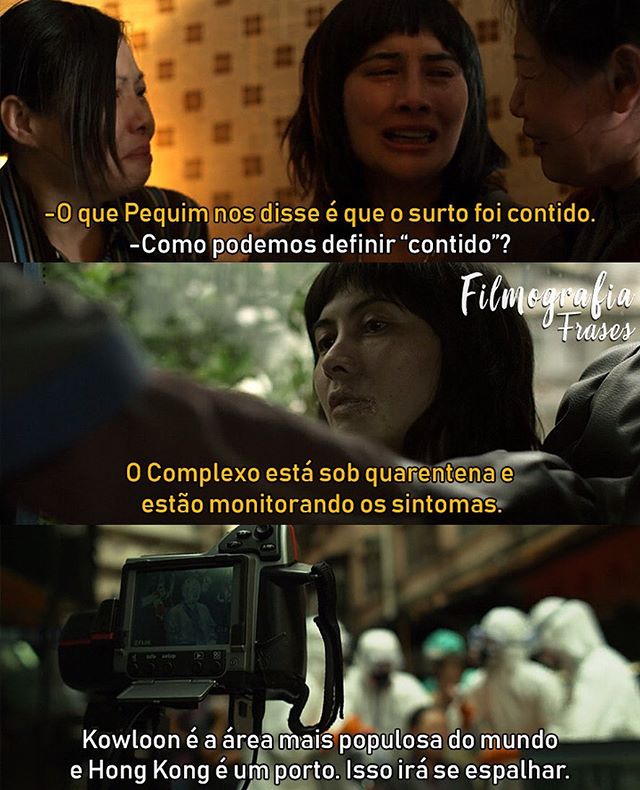 -O que Pequim nos disse é que o surto foi contido.
-Como podemos definir “contido”?
Filmografia
Frases
O Complexo está sob quarentena e
estão monitorando os sintomas.
Kowloon é a área mais populosa do mundo
e Hong Kong é um porto. Isso irá se espalhar.